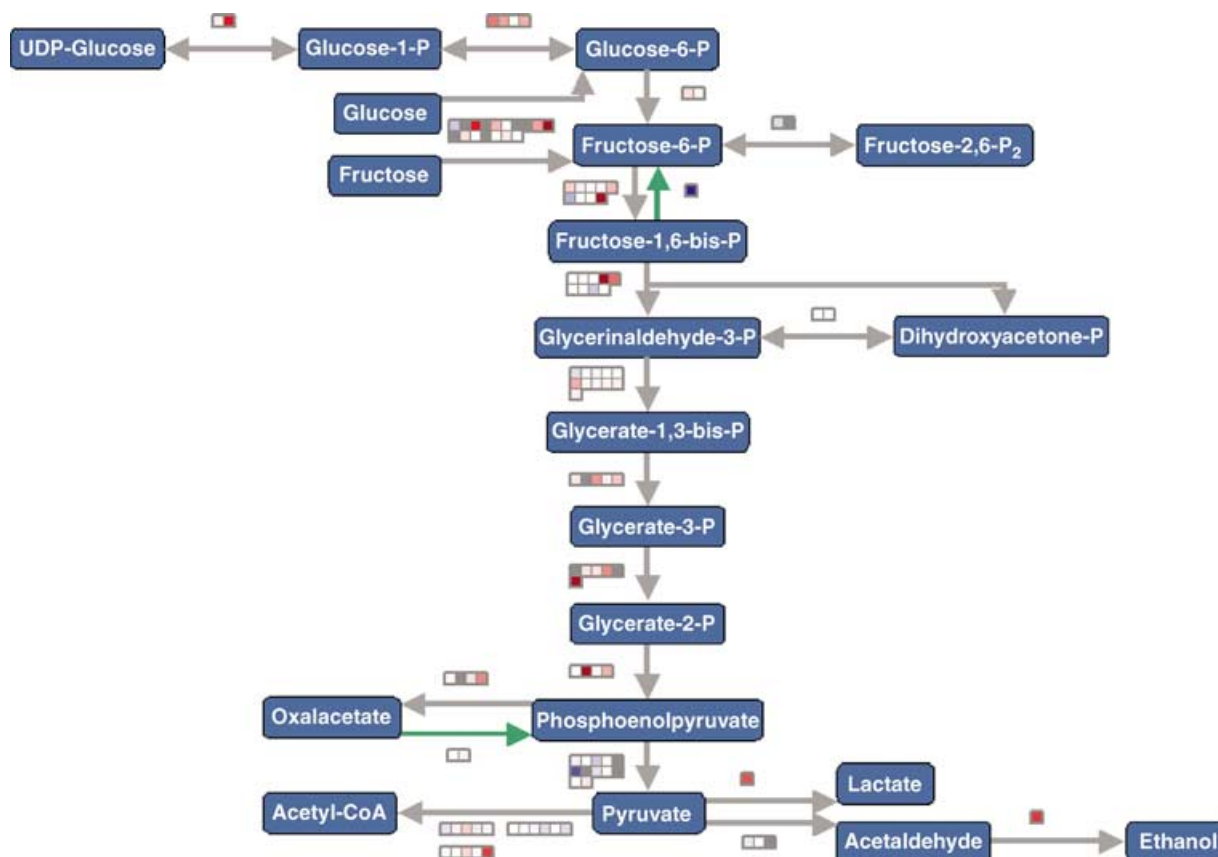 UDP-Glucose
Glucose-1-P
Glucose-6-P
Glucose
Fructose-6-P
Fructose-2,6-P₂
Fructose
Fructose-1,6-bis-P
Glycerinaldehyde-3-P
Dihydroxyacetone-P
Glycerate-1,3-bis-P
Glycerate-3-P
Glycerate-2-P
Oxalacetate
Phosphoenolpyruvate
Lactate
Acetyl-CoA
Pyruvate
Acetaldehyde
Ethanol